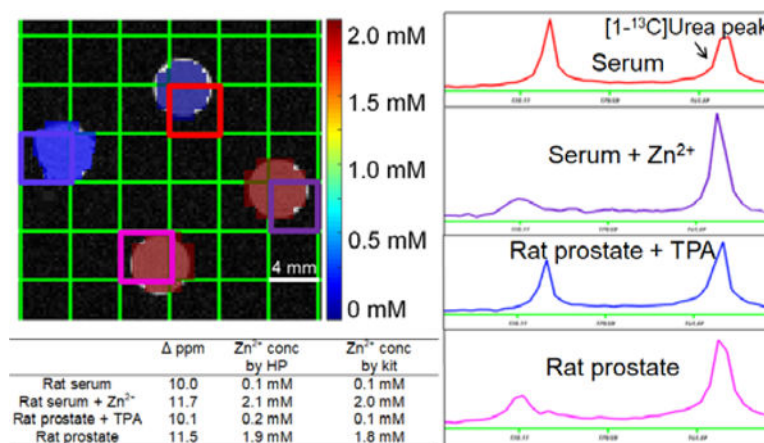 2.0 mM
1.5 mM
1.0 mM
0.5 mM
0 mM
4 mm
[1-¹³C]Urea peak
Serum
Serum + Zn²⁺
Rat prostate + TPA
Rat prostate
Δ ppm Zn²⁺ conc by HP Zn²⁺ conc by kit
Rat serum 10.0 0.1 mM 0.1 mM
Rat serum + Zn²⁺ 11.7 2.1 mM 2.0 mM
Rat prostate + TPA 10.1 0.2 mM 0.1 mM
Rat prostate 11.5 1.9 mM 1.8 mM